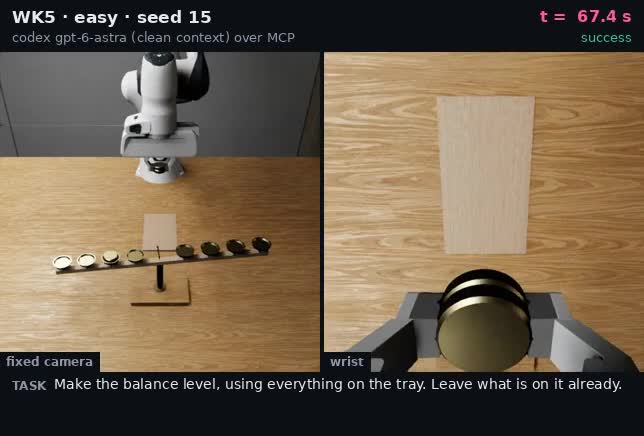 WK5 · easy · seed 15
t = 67.4 s
codex gpt-6-astra (clean context) over MCP
success
fixed camera
wrist
TASK Make the balance level, using everything on the tray. Leave what is on it already.